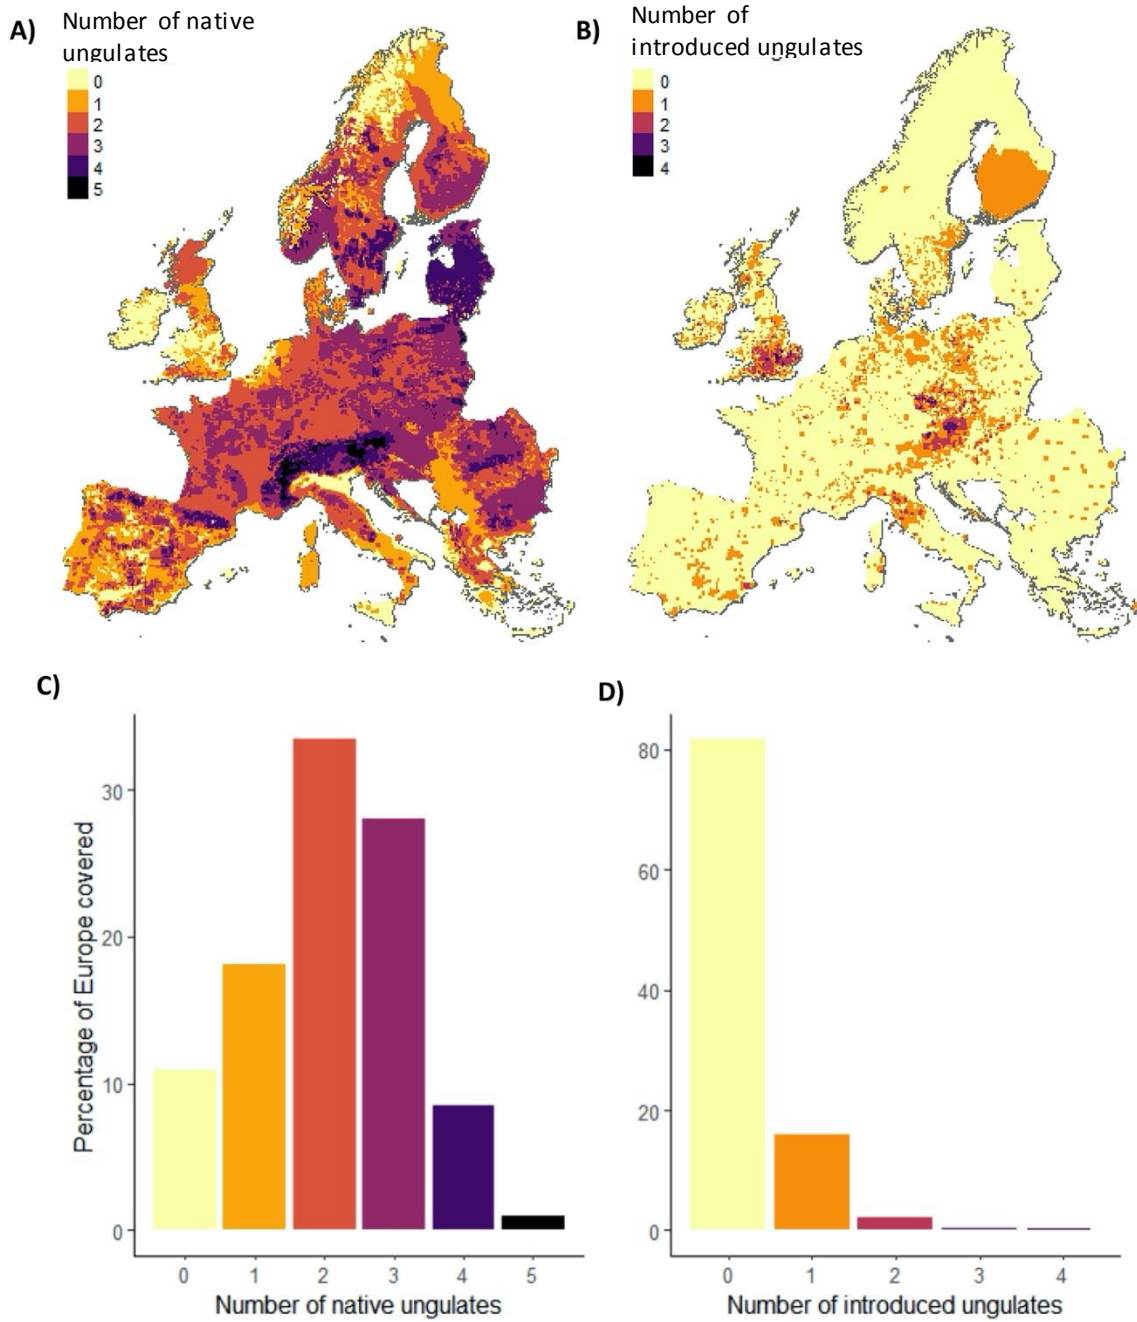 A)
Number of native
ungulates
0
1
2
3
4
5
B)
Number of
introduced ungulates
0
1
2
3
4
C)
Percentage of Europe covered
30
20
10
0
0 1 2 3 4 5
Number of native ungulates
D)
80
60
40
20
0
0 1 2 3 4
Number of introduced ungulates